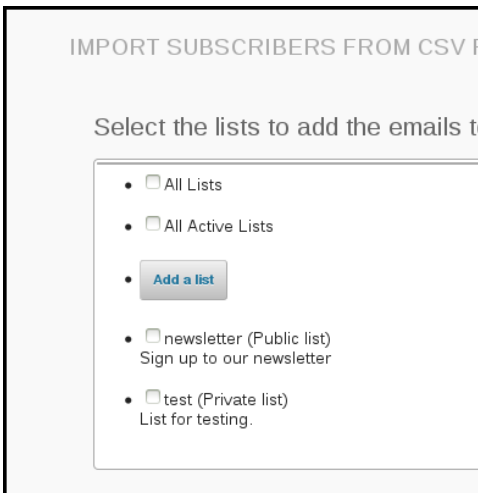 IMPORT SUBSCRIBERS FROM CSV
Select the lists to add the emails
All Lists
All Active Lists
Add a list
newsletter (Public list)
Sign up to our newsletter
test (Private list)
List for testing.